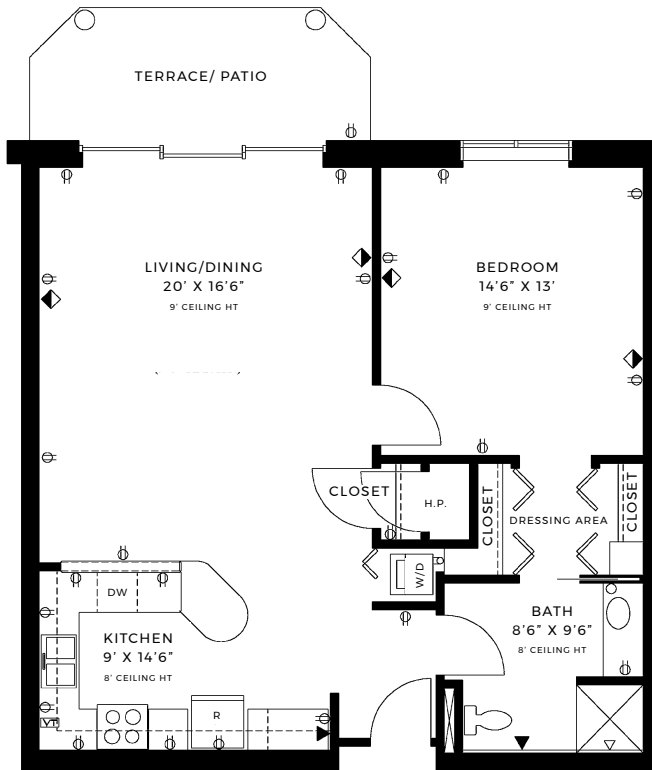 TERRACE/ PATIO
LIVING/DINING
20' X 16'6"
9' CEILING HT
BEDROOM
14'6" X 13'
9' CEILING HT
CLOSET
H.P.
CLOSET
DRESSING AREA
CLOSET
W/D
DW
KITCHEN
9' X 14'6"
8' CEILING HT
BATH
8'6" X 9'6"
8' CEILING HT
R